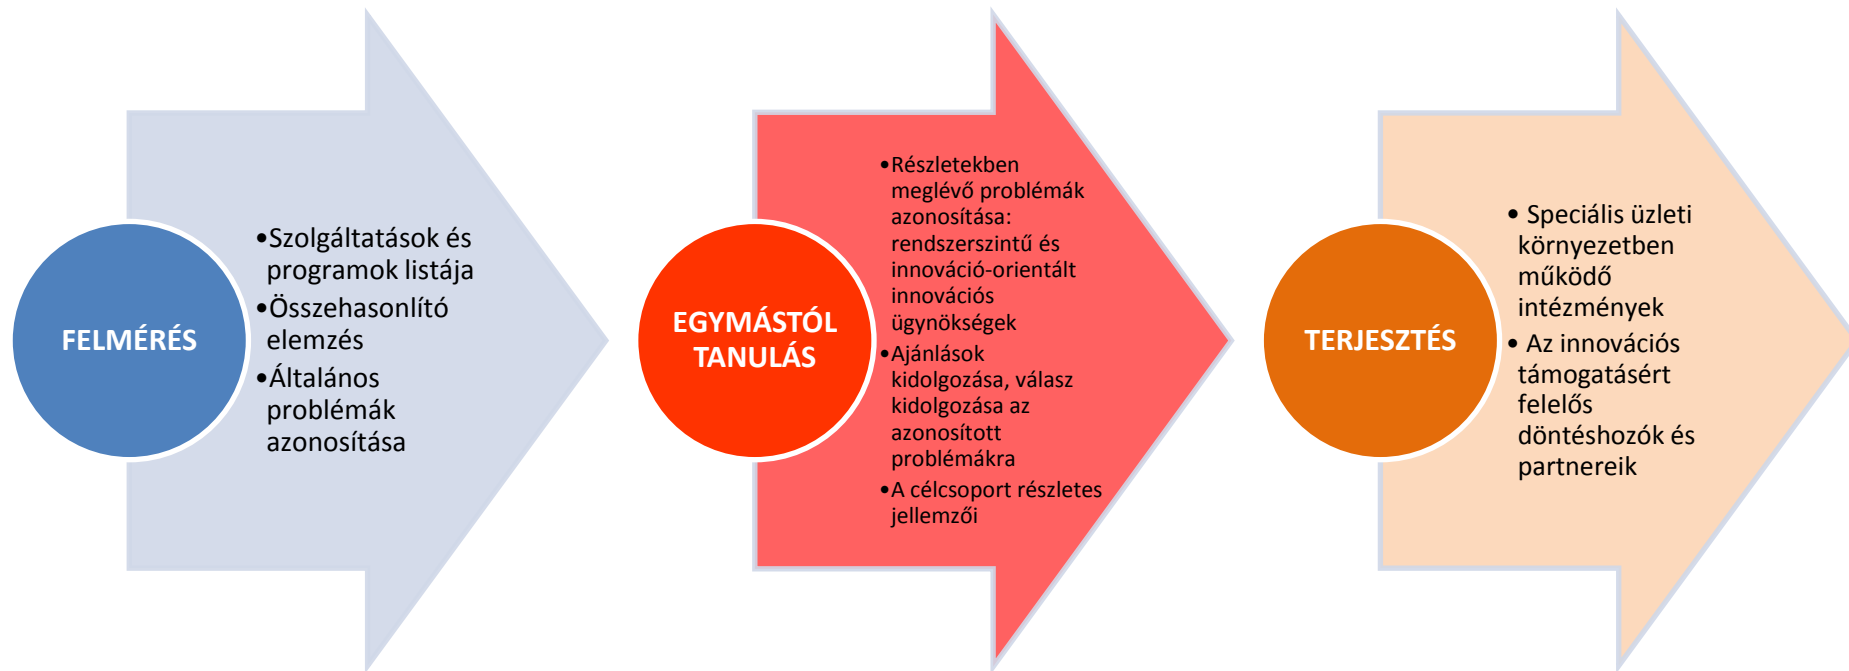 FELMÉRÉS
•Szolgáltatások és
programok listája
•Összehasonlító
elemzés
•Általános
problémák
azonosítása
EGYMÁSTÓL
TANULÁS
•Részletekben
meglévő problémák
azonosítása:
rendszerszintű és
innováció-orientált
innovációs
ügynökségek
•Ajánlások
kidolgozása, válasz
kidolgozása az
azonosított
problémákra
•A célcsoport részletes
jellemzői
TERJESZTÉS
• Speciális üzleti
környezetben
működő
intézmények
• Az innovációs
támogatásért
felelős
döntéshozók és
partnereik